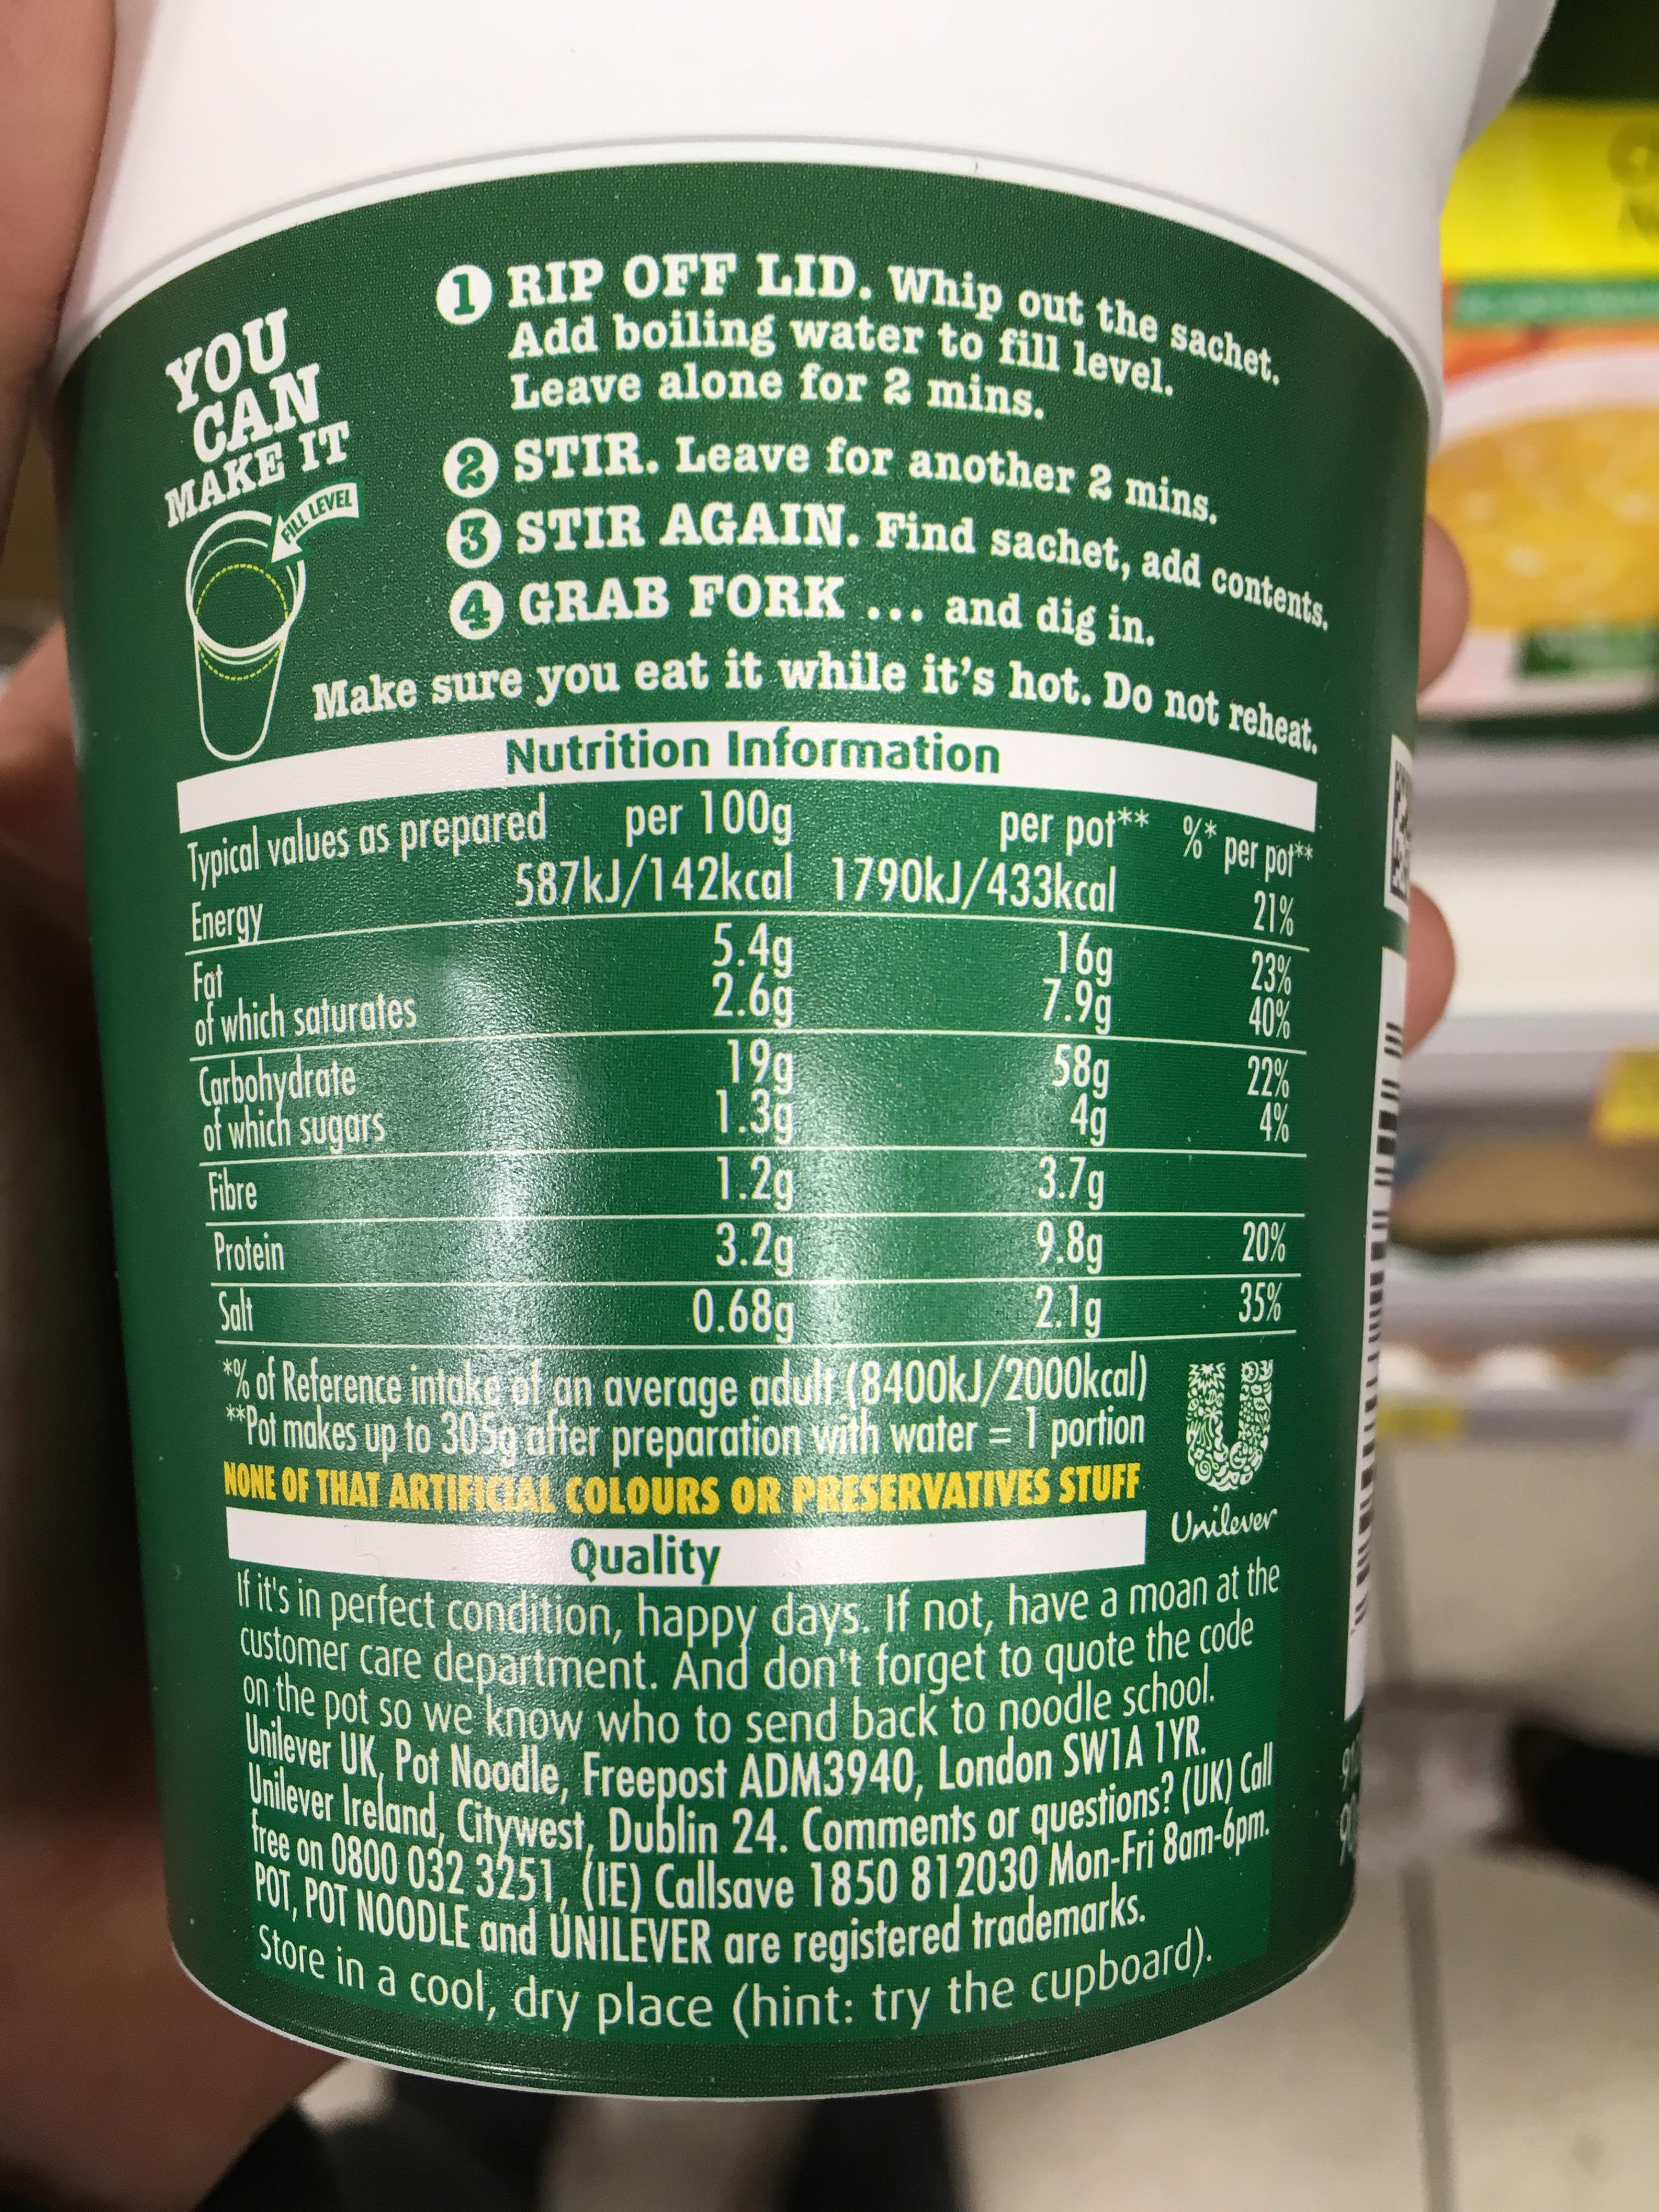 YOU
CAN
MAKE IT
FILL LEVEL
1 RIP OFF LID. Whip out the sachet.
Add boiling water to fill level.
Leave alone for 2 mins.
2 STIR. Leave for another 2 mins.
3 STIR AGAIN. Find sachet, add contents.
4 GRAB FORK ... and dig in.
Make sure you eat it while it's hot. Do not reheat.
Nutrition Information
Typical values as prepared per 100g per pot** %* per pot**
Energy 587kJ/142kcal 1790kJ/433kcal 21%
Fat 5.4g 16g 23%
of which saturates 2.6g 7.9g 40%
Carbohydrate 19g 58g 22%
of which sugars 1.3g 4g 4%
Fibre 1.2g 3.7g
Protein 3.2g 9.8g 20%
Salt 0.68g 2.1g 35%
*% of Reference intake of an average adult (8400kJ/2000kcal)
**Pot makes up to 305g after preparation with water = 1 portion
NONE OF THAT ARTIFICIAL COLOURS OR PRESERVATIVES STUFF
Unilever
Quality
If it's in perfect condition, happy days. If not, have a moan at the
customer care department. And don't forget to quote the code
on the pot so we know who to send back to noodle school.
Unilever UK, Pot Noodle, Freepost ADM3940, London SW1A 1YR.
Unilever Ireland, Citywest, Dublin 24. Comments or questions? (UK) Call
free on 0800 032 3251, (IE) Callsave 1850 812030 Mon-Fri 8am-6pm.
POT, POT NOODLE and UNILEVER are registered trademarks.
Store in a cool, dry place (hint: try the cupboard).